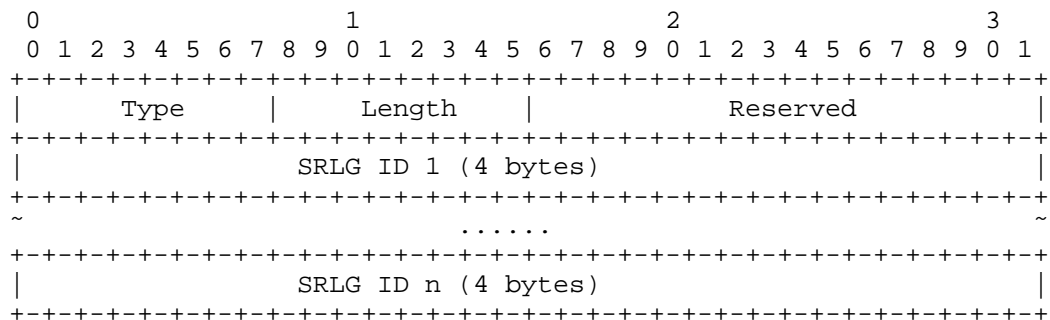 0                   1                   2                   3
 0 1 2 3 4 5 6 7 8 9 0 1 2 3 4 5 6 7 8 9 0 1 2 3 4 5 6 7 8 9 0 1
+-+-+-+-+-+-+-+-+-+-+-+-+-+-+-+-+-+-+-+-+-+-+-+-+-+-+-+-+-+-+-+-+
|      Type     |     Length    |            Reserved           |
+-+-+-+-+-+-+-+-+-+-+-+-+-+-+-+-+-+-+-+-+-+-+-+-+-+-+-+-+-+-+-+-+
|                 SRLG ID 1 (4 bytes)                           |
+-+-+-+-+-+-+-+-+-+-+-+-+-+-+-+-+-+-+-+-+-+-+-+-+-+-+-+-+-+-+-+-+
~                           ......                              ~
+-+-+-+-+-+-+-+-+-+-+-+-+-+-+-+-+-+-+-+-+-+-+-+-+-+-+-+-+-+-+-+-+
|                 SRLG ID n (4 bytes)                           |
+-+-+-+-+-+-+-+-+-+-+-+-+-+-+-+-+-+-+-+-+-+-+-+-+-+-+-+-+-+-+-+-+